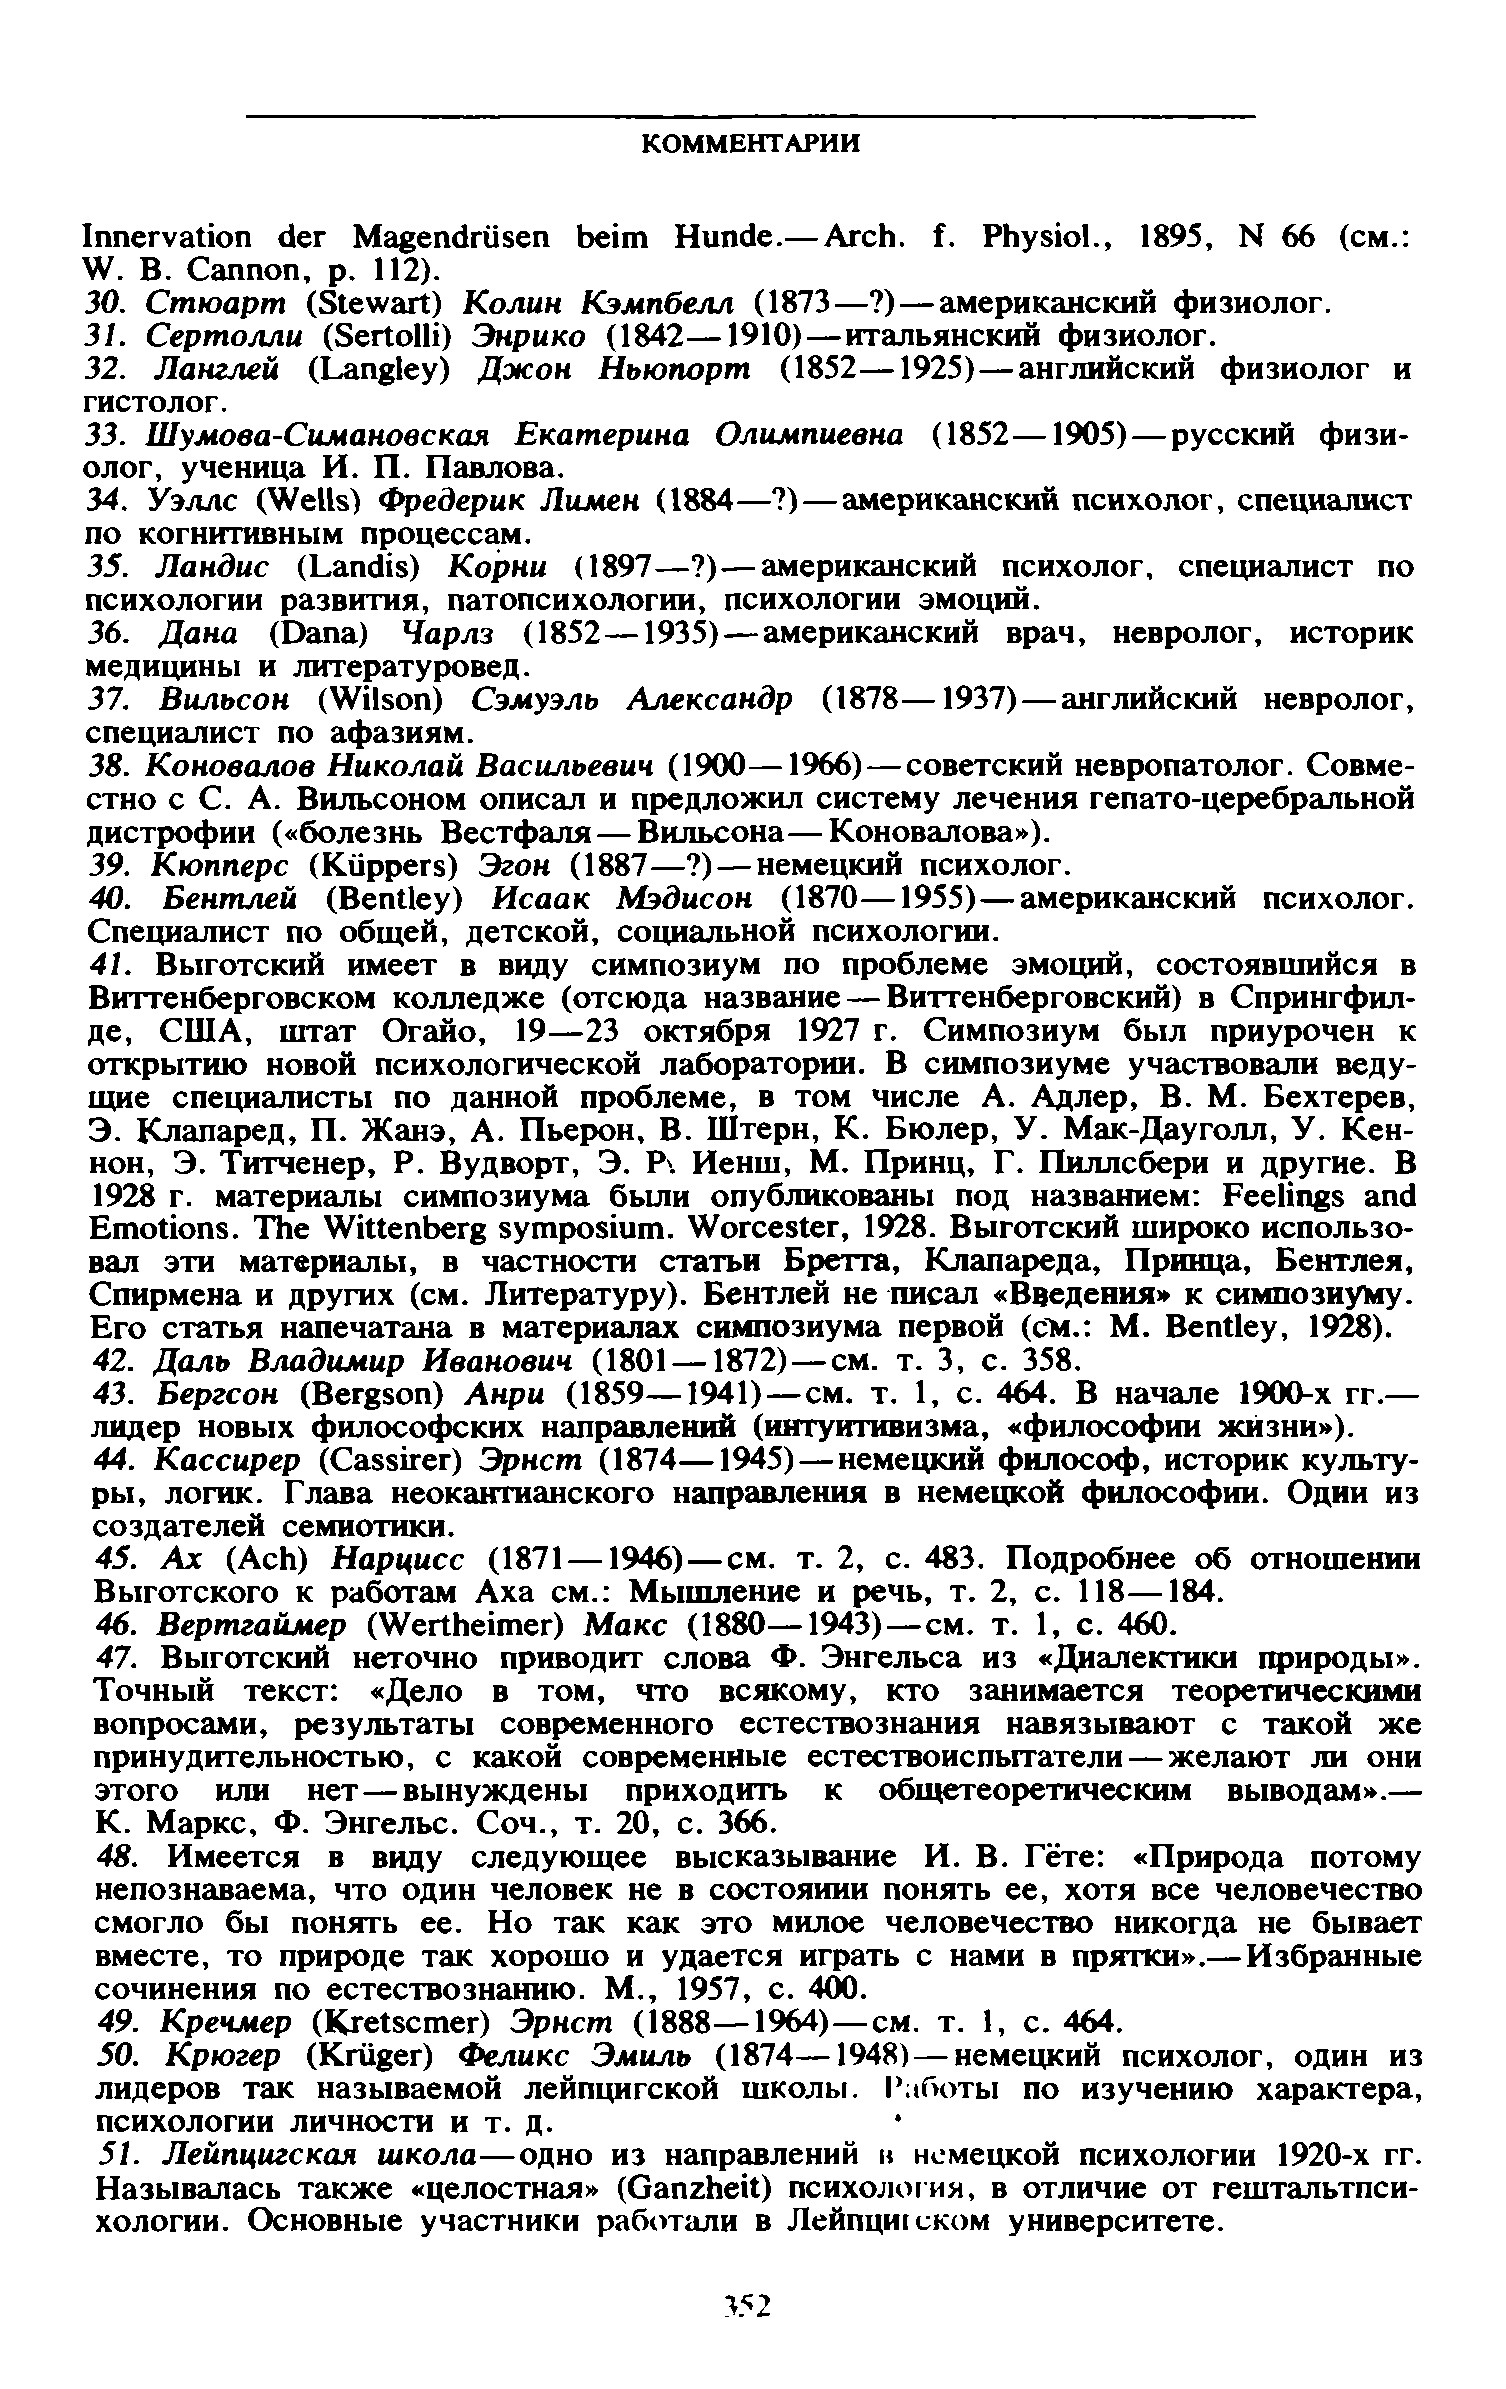 КОММЕНТАРИИ
Innervation der Magendrüsen beim Hunde.—Arch. f. Physiol., 1895, N 66 (см.:
W. B. Cannon, p. 112).
30. Стюарт (Stewart) Колин Кэмпбелл (1873—?)—американский физиолог.
31. Сертолли (Sertolli) Энрико (1842—1910)—итальянский физиолог.
32. Ланглей (Langley) Джон Ньюпорт (1852—1925)—английский физиолог и
гистолог.
33. Шумова-Симановская Екатерина Олимпиевна (1852—1905)—русский физи-
олог, ученица И. П. Павлова.
34. Уэллс (Wells) Фредерик Лимен (1884—?)—американский психолог, специалист
по когнитивным процессам.
35. Ландис (Landis) Корни (1897—?)—американский психолог, специалист по
психологии развития, патопсихологии, психологии эмоций.
36. Дана (Dana) Чарлз (1852—1935)—американский врач, невролог, историк
медицины и литературовед.
37. Вильсон (Wilson) Сэмуэль Александр (1878—1937)—английский невролог,
специалист по афазиям.
38. Коновалов Николай Васильевич (1900—1966)—советский невропатолог. Совме-
стно с С. А. Вильсоном описал и предложил систему лечения гепато-церебральной
дистрофии («болезнь Вестфаля—Вильсона—Коновалова»).
39. Кюпперс (Küppers) Эгон (1887—?)—немецкий психолог.
40. Бентлей (Bentley) Исаак Мэдисон (1870—1955)—американский психолог.
Специалист по общей, детской, социальной психологии.
41. Выготский имеет в виду симпозиум по проблеме эмоций, состоявшийся в
Виттенберговском колледже (отсюда название—Виттенберговский) в Спрингфил-
де, США, штат Огайо, 19—23 октября 1927 г. Симпозиум был приурочен к
открытию новой психологической лаборатории. В симпозиуме участвовали веду-
щие специалисты по данной проблеме, в том числе А. Адлер, В. М. Бехтерев,
Э. Клапаред, П. Жанэ, А. Пьерон, В. Штерн, К. Бюлер, У. Мак-Дауголл, У. Кен-
нон, Э. Титченер, Р. Вудворт, Э. Р. Иенш, М. Принц, Г. Пиллсбери и другие. В
1928 г. материалы симпозиума были опубликованы под названием: Feelings and
Emotions. The Wittenberg symposium. Worcester, 1928. Выготский широко использо-
вал эти материалы, в частности статьи Бретта, Клапареда, Принца, Бентлея,
Спирмена и других (см. Литературу). Бентлей не писал «Введения» к симпозиуму.
Его статья напечатана в материалах симпозиума первой (см.: M. Bentley, 1928).
42. Даль Владимир Иванович (1801—1872)—см. т. 3, с. 358.
43. Бергсон (Bergson) Анри (1859—1941)—см. т. 1, с. 464. В начале 1900-х гг.—
лидер новых философских направлений (интуитивизма, «философии жизни»).
44. Кассирер (Cassirer) Эрнст (1874—1945)—немецкий философ, историк культу-
ры, логик. Глава неокантианского направления в немецкой философии. Один из
создателей семиотики.
45. Ах (Ach) Нарцисс (1871—1946)—см. т. 2, с. 483. Подробнее об отношении
Выготского к работам Аха см.: Мышление и речь, т. 2, с. 118—184.
46. Вертгаймер (Wertheimer) Макс (1880—1943)—см. т. 1, с. 460.
47. Выготский неточно приводит слова Ф. Энгельса из «Диалектики природы».
Точный текст: «Дело в том, что всякому, кто занимается теоретическими
вопросами, результаты современного естествознания навязывают с такой же
принудительностью, с какой современные естествоиспытатели—желают ли они
этого или нет—вынуждены приходить к общетеоретическим выводам».—
К. Маркс, Ф. Энгельс. Соч., т. 20, с. 366.
48. Имеется в виду следующее высказывание И. В. Гёте: «Природа потому
непознаваема, что один человек не в состоянии понять ее, хотя все человечество
смогло бы понять ее. Но так как это милое человечество никогда не бывает
вместе, то природе так хорошо и удается играть с нами в прятки».—Избранные
сочинения по естествознанию. М., 1957, с. 400.
49. Кречмер (Kretscmer) Эрнст (1888—1964)—см. т. 1, с. 464.
50. Крюгер (Krüger) Феликс Эмиль (1874—1948)—немецкий психолог, один из
лидеров так называемой лейпцигской школы. Работы по изучению характера,
психологии личности и т. д.
51. Лейпцигская школа—одно из направлений в немецкой психологии 1920-х гг.
Называлась также «целостная» (Ganzheit) психология, в отличие от гештальтпси-
хологии. Основные участники работали в Лейпцигском университете.
352